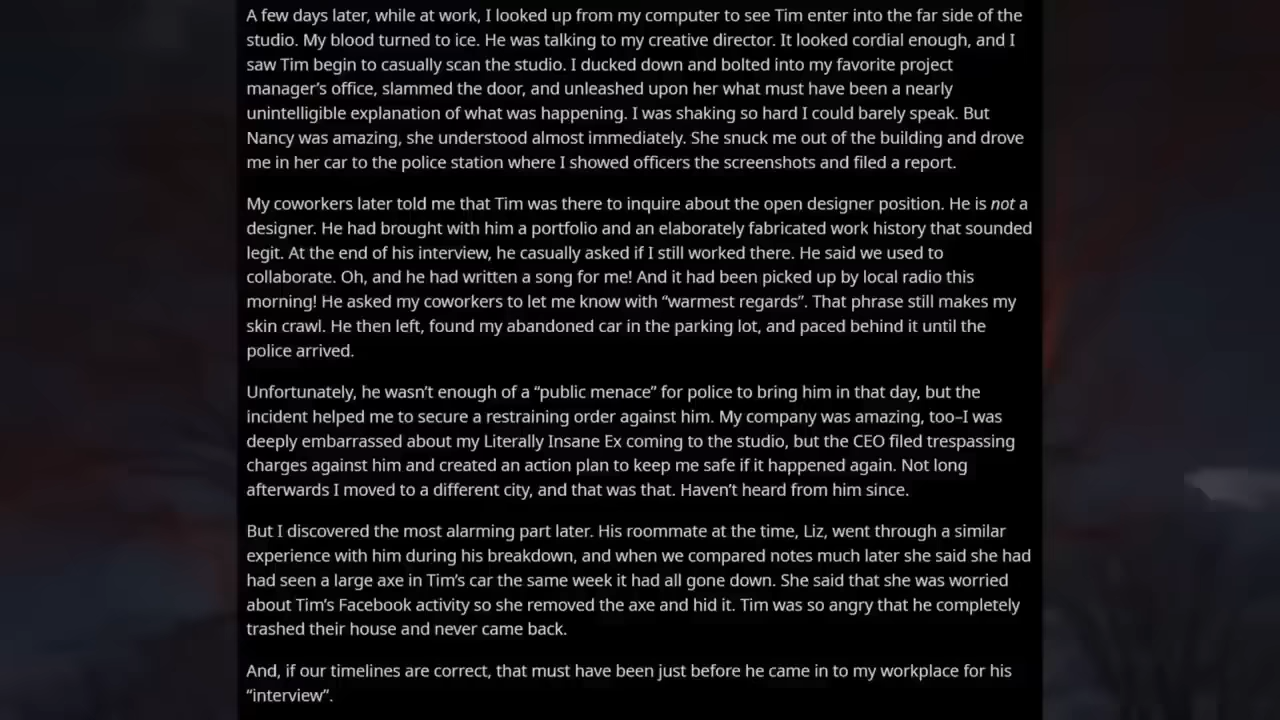 A few days later, while at work, I looked up from my computer to see Tim enter into the far side of the
studio. My blood turned to ice. He was talking to my creative director. It looked cordial enough, and I
saw Tim begin to casually scan the studio. I ducked down and bolted into my favorite project
manager's office, slammed the door, and unleashed upon her what must have been a nearly
unintelligible explanation of what was happening. I was shaking so hard I could barely speak. But
Nancy was amazing, she understood almost immediately. She snuck me out of the building and drove
me in her car to the police station where I showed officers the screenshots and filed a report.
My coworkers later told me that Tim was there to inquire about the open designer position. He is not a
designer. He had brought with him a portfolio and an elaborately fabricated work history that sounded
legit. At the end of his interview, he casually asked if I still worked there. He said we used to
collaborate. Oh, and he had written a song for me! And it had been picked up by local radio this
morning! He asked my coworkers to let me know with “warmest regards”. That phrase still makes my
skin crawl. He then left, found my abandoned car in the parking lot, and paced behind it until the
police arrived.
Unfortunately, he wasn't enough of a “public menace” for police to bring him in that day, but the
incident helped me to secure a restraining order against him. My company was amazing, too–I was
deeply embarrassed about my Literally Insane Ex coming to the studio, but the CEO filed trespassing
charges against him and created an action plan to keep me safe if it happened again. Not long
afterwards I moved to a different city, and that was that. Haven't heard from him since.
But I discovered the most alarming part later. His roommate at the time, Liz, went through a similar
experience with him during his breakdown, and when we compared notes much later she said she had
had seen a large axe in Tim's car the same week it had all gone down. She said that she was worried
about Tim's Facebook activity so she removed the axe and hid it. Tim was so angry that he completely
trashed their house and never came back.
And, if our timelines are correct, that must have been just before he came in to my workplace for his
“interview”.